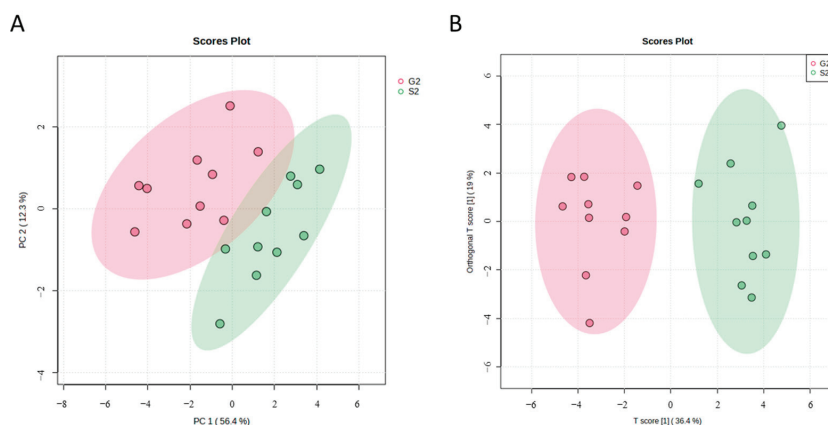 A
Scores Plot
G2
S2
2
0
−2
−4
PC 2 ( 12.3 %)
−8
−6
−4
−2
0
2
4
6
PC 1 ( 56.4 %)
B
Scores Plot
G2
S2
6
4
2
0
−2
−4
−6
Orthogonal T score [1] ( 19 %)
−6
−4
−2
0
2
4
6
T score [1] ( 36.4 %)